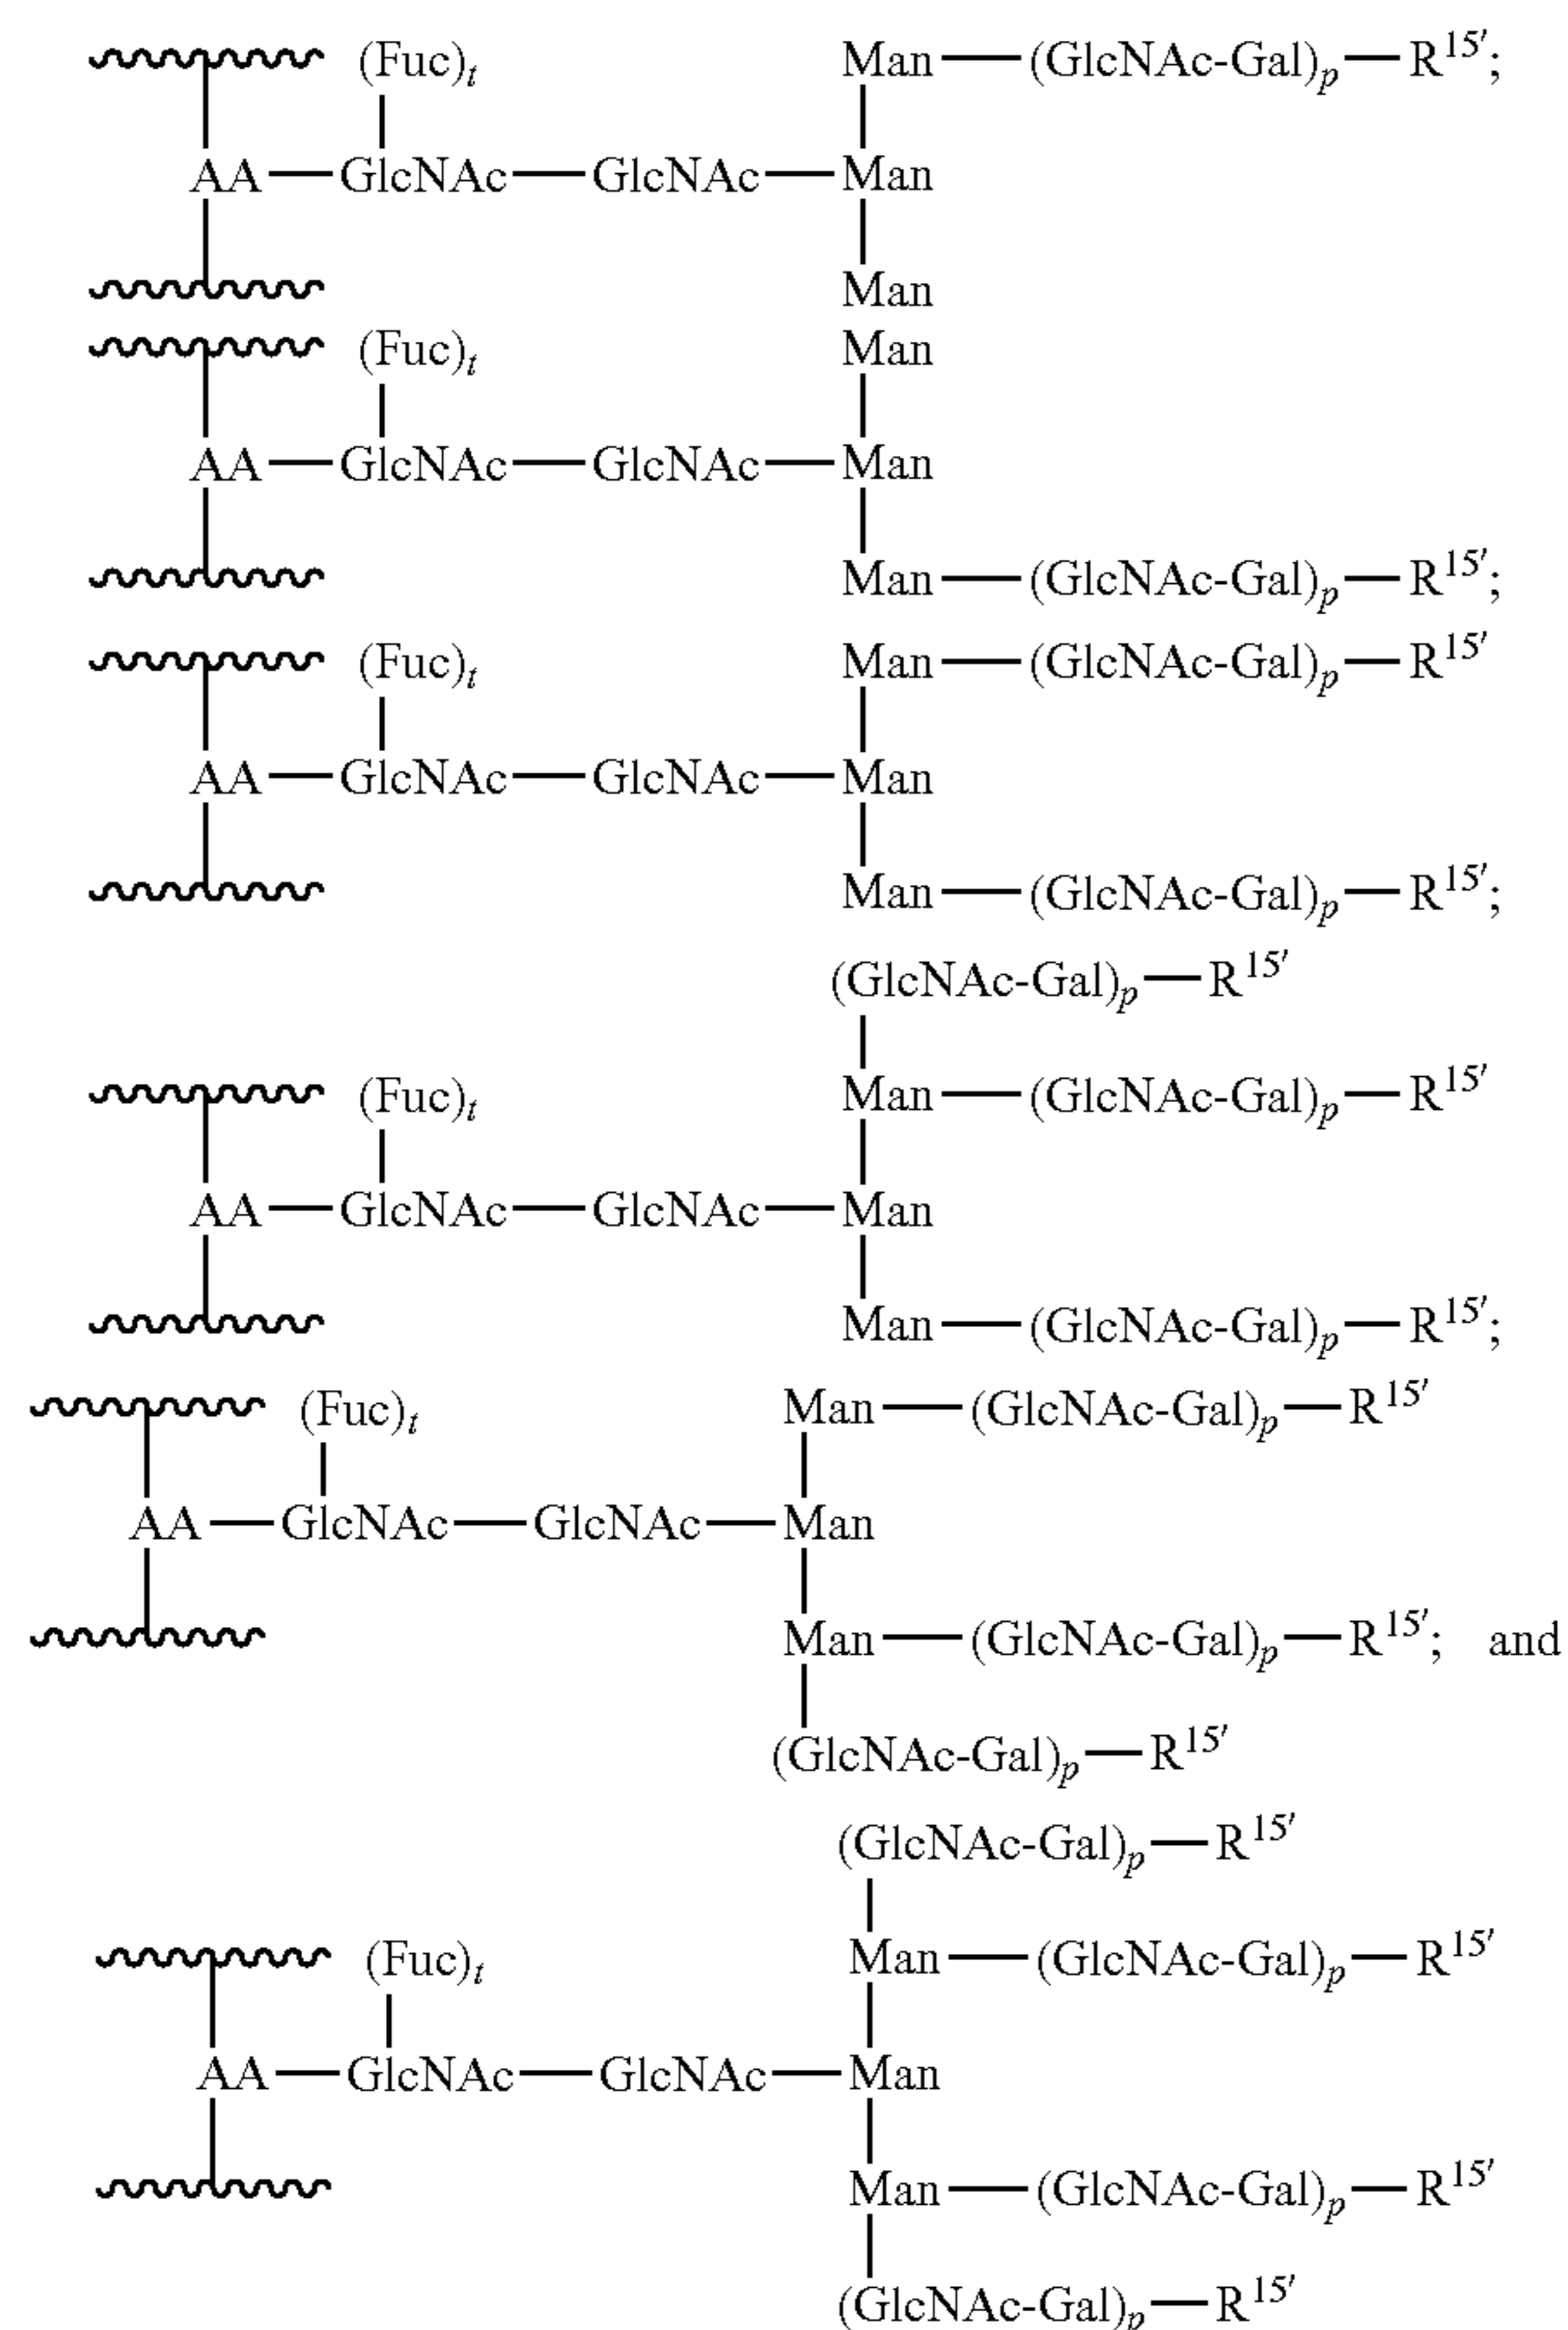 (Fuc)t Man—(GlcNAc-Gal)p—R15′;
AA—GlcNAc—GlcNAc—Man
Man
(Fuc)t Man
AA—GlcNAc—GlcNAc—Man
Man—(GlcNAc-Gal)p—R15′;
(Fuc)t Man—(GlcNAc-Gal)p—R15′
AA—GlcNAc—GlcNAc—Man
Man—(GlcNAc-Gal)p—R15′;
(GlcNAc-Gal)p—R15′
(Fuc)t Man—(GlcNAc-Gal)p—R15′
AA—GlcNAc—GlcNAc—Man
Man—(GlcNAc-Gal)p—R15′;
(Fuc)t Man—(GlcNAc-Gal)p—R15′
AA—GlcNAc—GlcNAc—Man
Man—(GlcNAc-Gal)p—R15′; and
(GlcNAc-Gal)p—R15′
(GlcNAc-Gal)p—R15′
(Fuc)t Man—(GlcNAc-Gal)p—R15′
AA—GlcNAc—GlcNAc—Man
Man—(GlcNAc-Gal)p—R15′
(GlcNAc-Gal)p—R15′